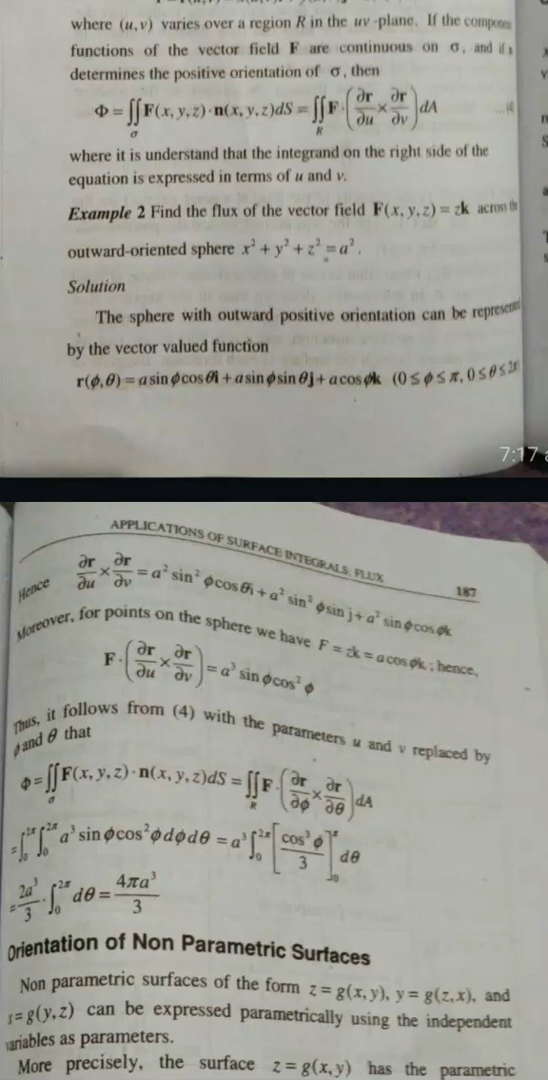 where (u,v) varies over a region R in the uv-plane. If the
functions of the vector field F are continuous on σ, and if
determines the positive orientation of σ, then
Φ = ∬_σ F(x, y, z) · n(x, y, z)dS = ∬_R F · (∂r/∂u × ∂r/∂v) dA ...(4)
where it is understand that the integrand on the right side of the
equation is expressed in terms of u and v.
Example 2 Find the flux of the vector field F(x, y, z) = zk across the
outward-oriented sphere x² + y² + z² = a².
Solution
The sphere with outward positive orientation can be
by the vector valued function
r(ϕ,θ) = a sin ϕ cos θi + a sin ϕ sin θj + a cos ϕk (0 ≤ ϕ ≤ π, 0 ≤ θ ≤ 2π
7:17
APPLICATIONS OF SURFACE INTEGRALS; FLUX 187
Hence ∂r/∂u × ∂r/∂v = a² sin² ϕ cos θi + a² sin² ϕ sin j + a² sin ϕ cos ϕk
Moreover, for points on the sphere we have F = zk = a cos ϕk ; hence,
F · (∂r/∂u × ∂r/∂v) = a³ sin ϕ cos² ϕ
Thus, it follows from (4) with the parameters u and v replaced by
ϕ and θ that
Φ = ∬_σ F(x, y, z) · n(x, y, z)dS = ∬_R F · (∂r/∂ϕ × ∂r/∂θ) dA
= ∫₀^2π ∫₀^2π a³ sin ϕ cos² ϕ dϕ dθ = a³ ∫₀^2π [cos³ ϕ / 3]₀^π dθ
= 2a³/3 · ∫₀^2π dθ = 4πa³/3
Orientation of Non Parametric Surfaces
Non parametric surfaces of the form z = g(x, y), y = g(z, x), and
x = g(y, z) can be expressed parametrically using the independent
variables as parameters.
More precisely, the surface z = g(x, y) has the parametric